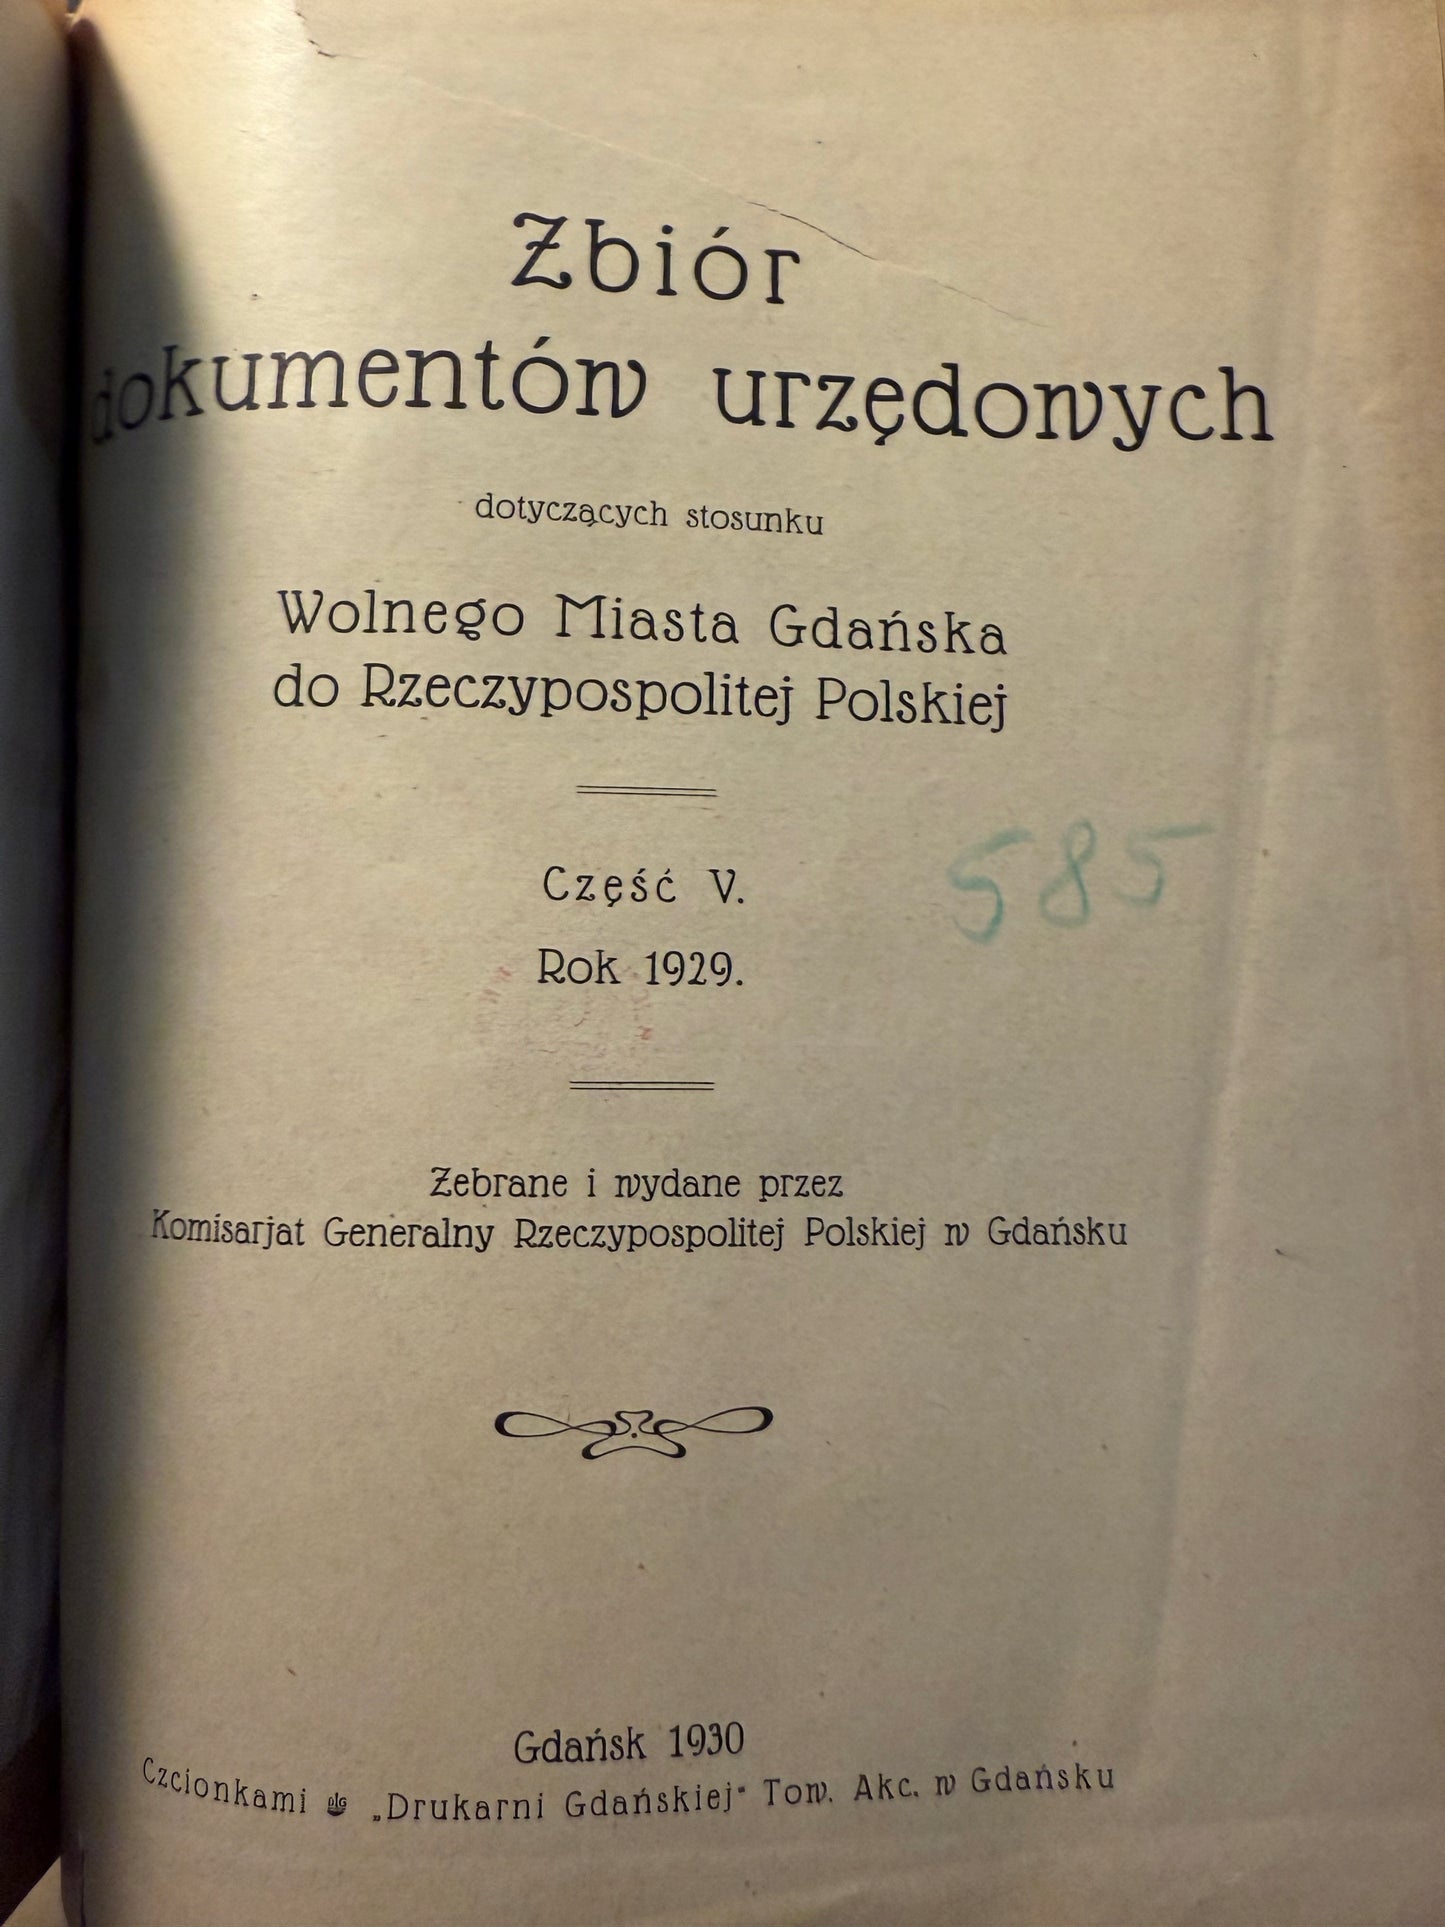 Zbiór
dokumentów urzędowych
dotyczących stosunku
Wolnego Miasta Gdańska
do Rzeczypospolitej Polskiej
Część V.
585
Rok 1929.
Zebrane i wydane przez
Komisarjat Generalny Rzeczypospolitej Polskiej w Gdańsku
Gdańsk 1930
Czcionkami „Drukarni Gdańskiej" Tow. Akc. w Gdańsku